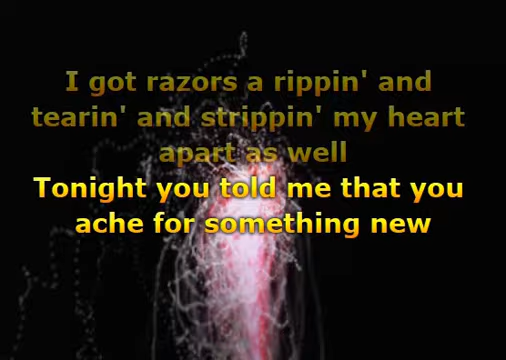 I got razors a rippin' and
tearin' and strippin' my heart
apart as well
Tonight you told me that you
ache for something new